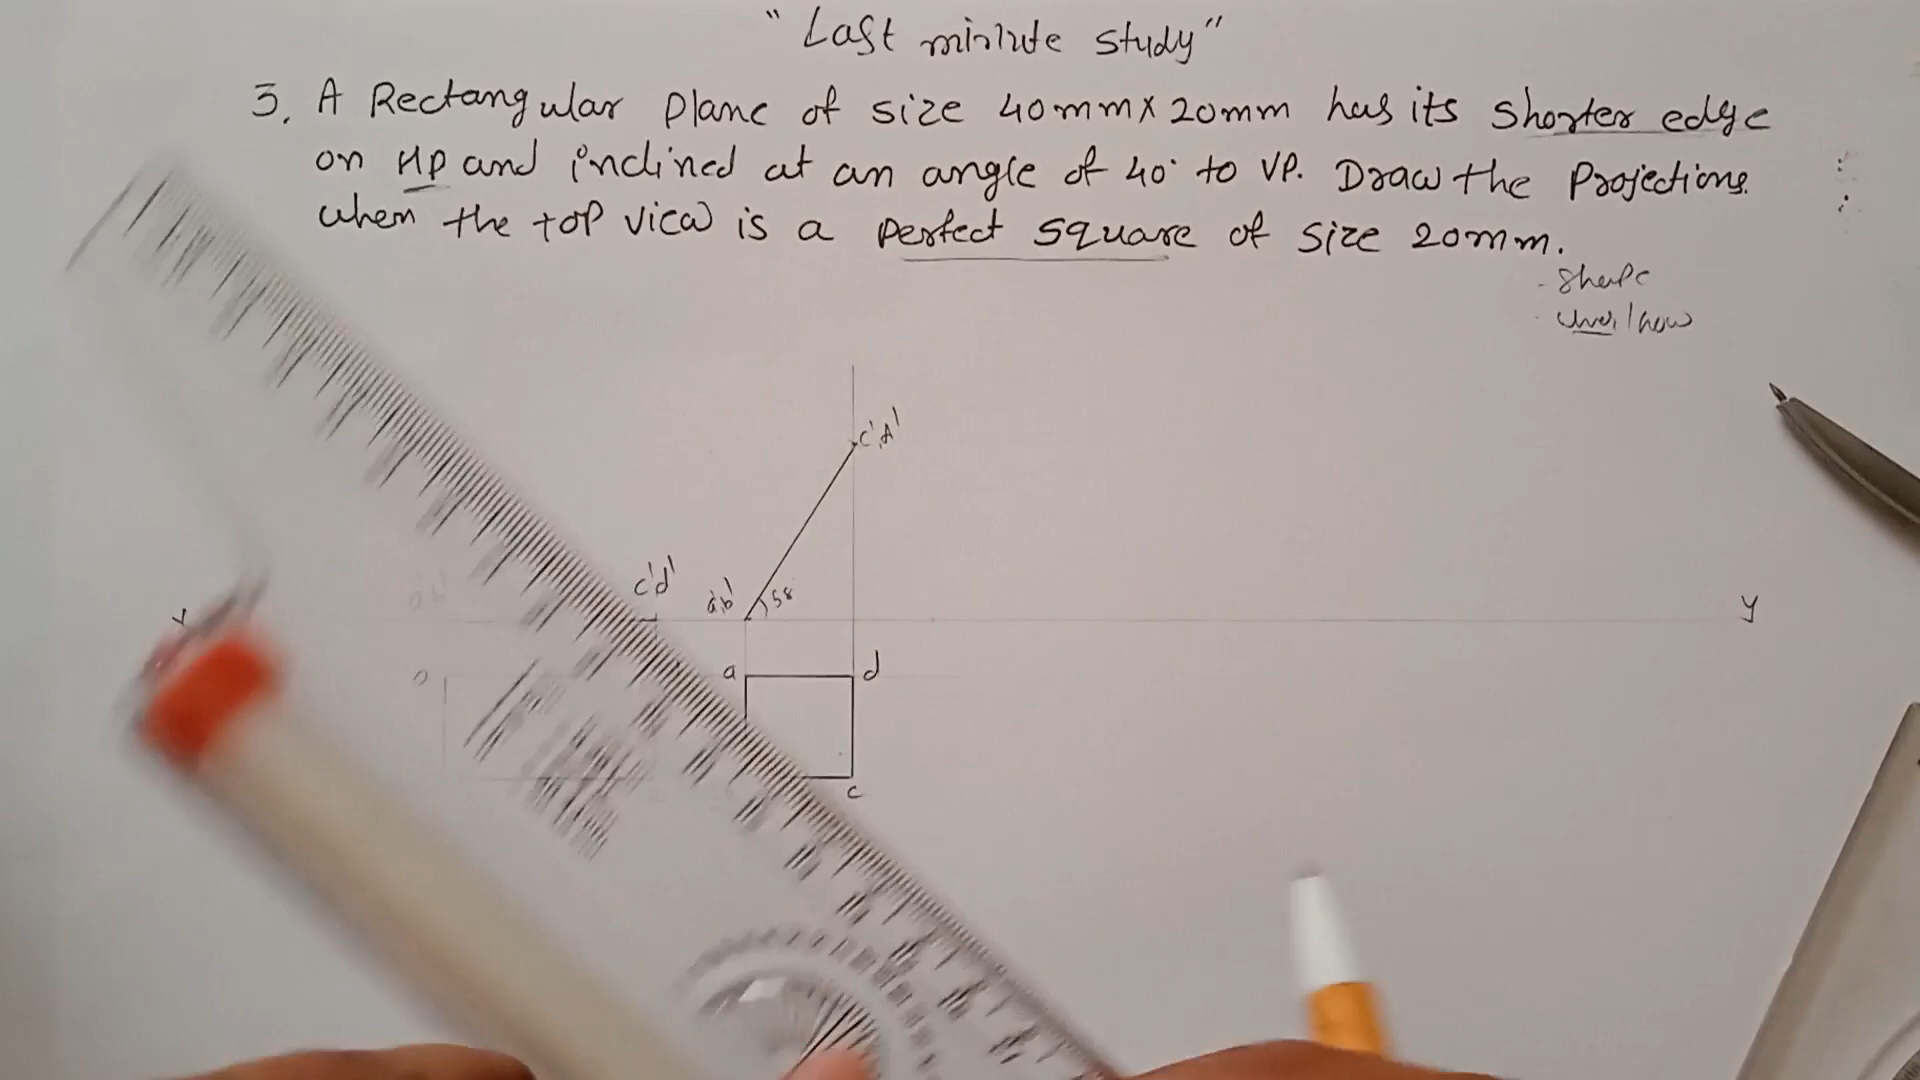 "Last minute study"
3. A Rectangular plane of size 40mm x 20mm has its shorter edge
on HP and inclined at an angle of 40° to VP. Draw the Projections
when the top view is a perfect square of size 20mm.
- shape
c',d'
c'd'
a'b'
58
y
a
d
c